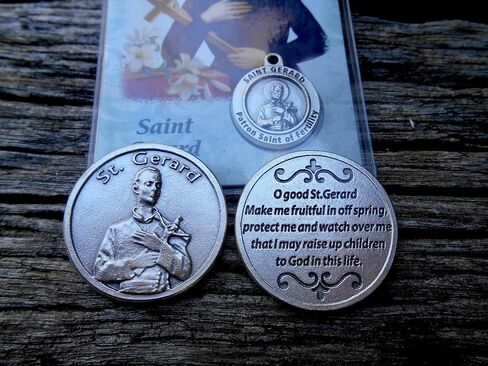 SAINT GERARD
Patron Saint of Fertility
Saint
St. Gerard
O good St.Gerard
Make me fruitful in off spring,
protect me and watch over me
that I may raise up children
to God in this life.